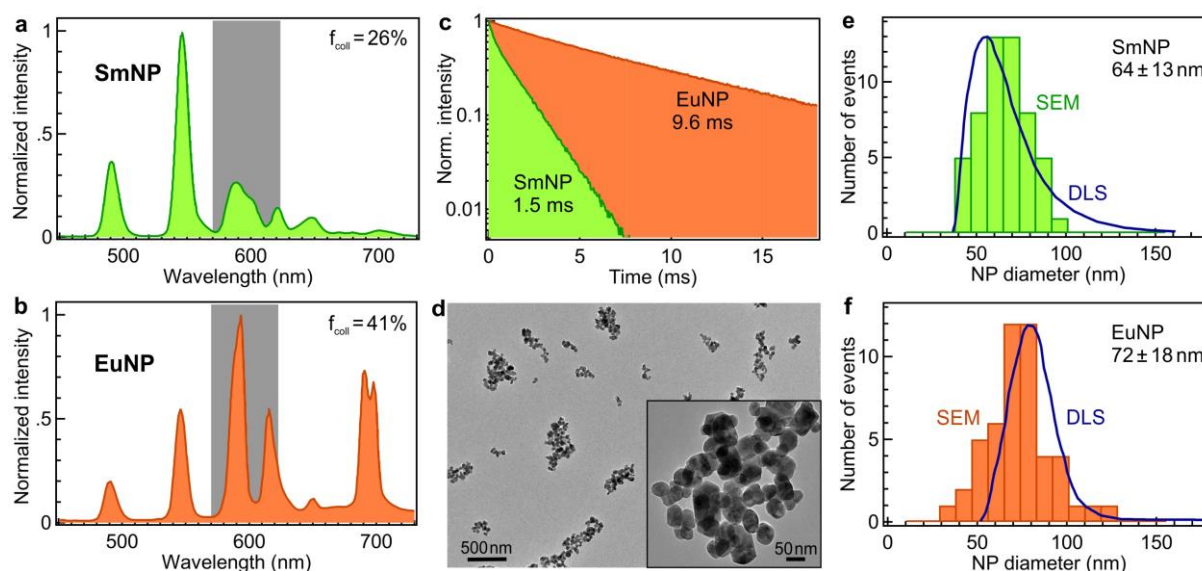 a
Normalized intensity
1
.5
0
SmNP
f_coll = 26%
500
600
700
Wavelength (nm)
b
Normalized intensity
1
.5
0
EuNP
f_coll = 41%
500
600
700
Wavelength (nm)
c
Norm. intensity
1
0.1
0.01
EuNP
9.6 ms
SmNP
1.5 ms
0
5
10
15
Time (ms)
d
500nm
50nm
e
Number of events
10
5
0
SmNP
64 ± 13 nm
SEM
DLS
0
50
100
150
NP diameter (nm)
f
Number of events
10
5
0
EuNP
72 ± 18 nm
SEM
DLS
0
50
100
150
NP diameter (nm)